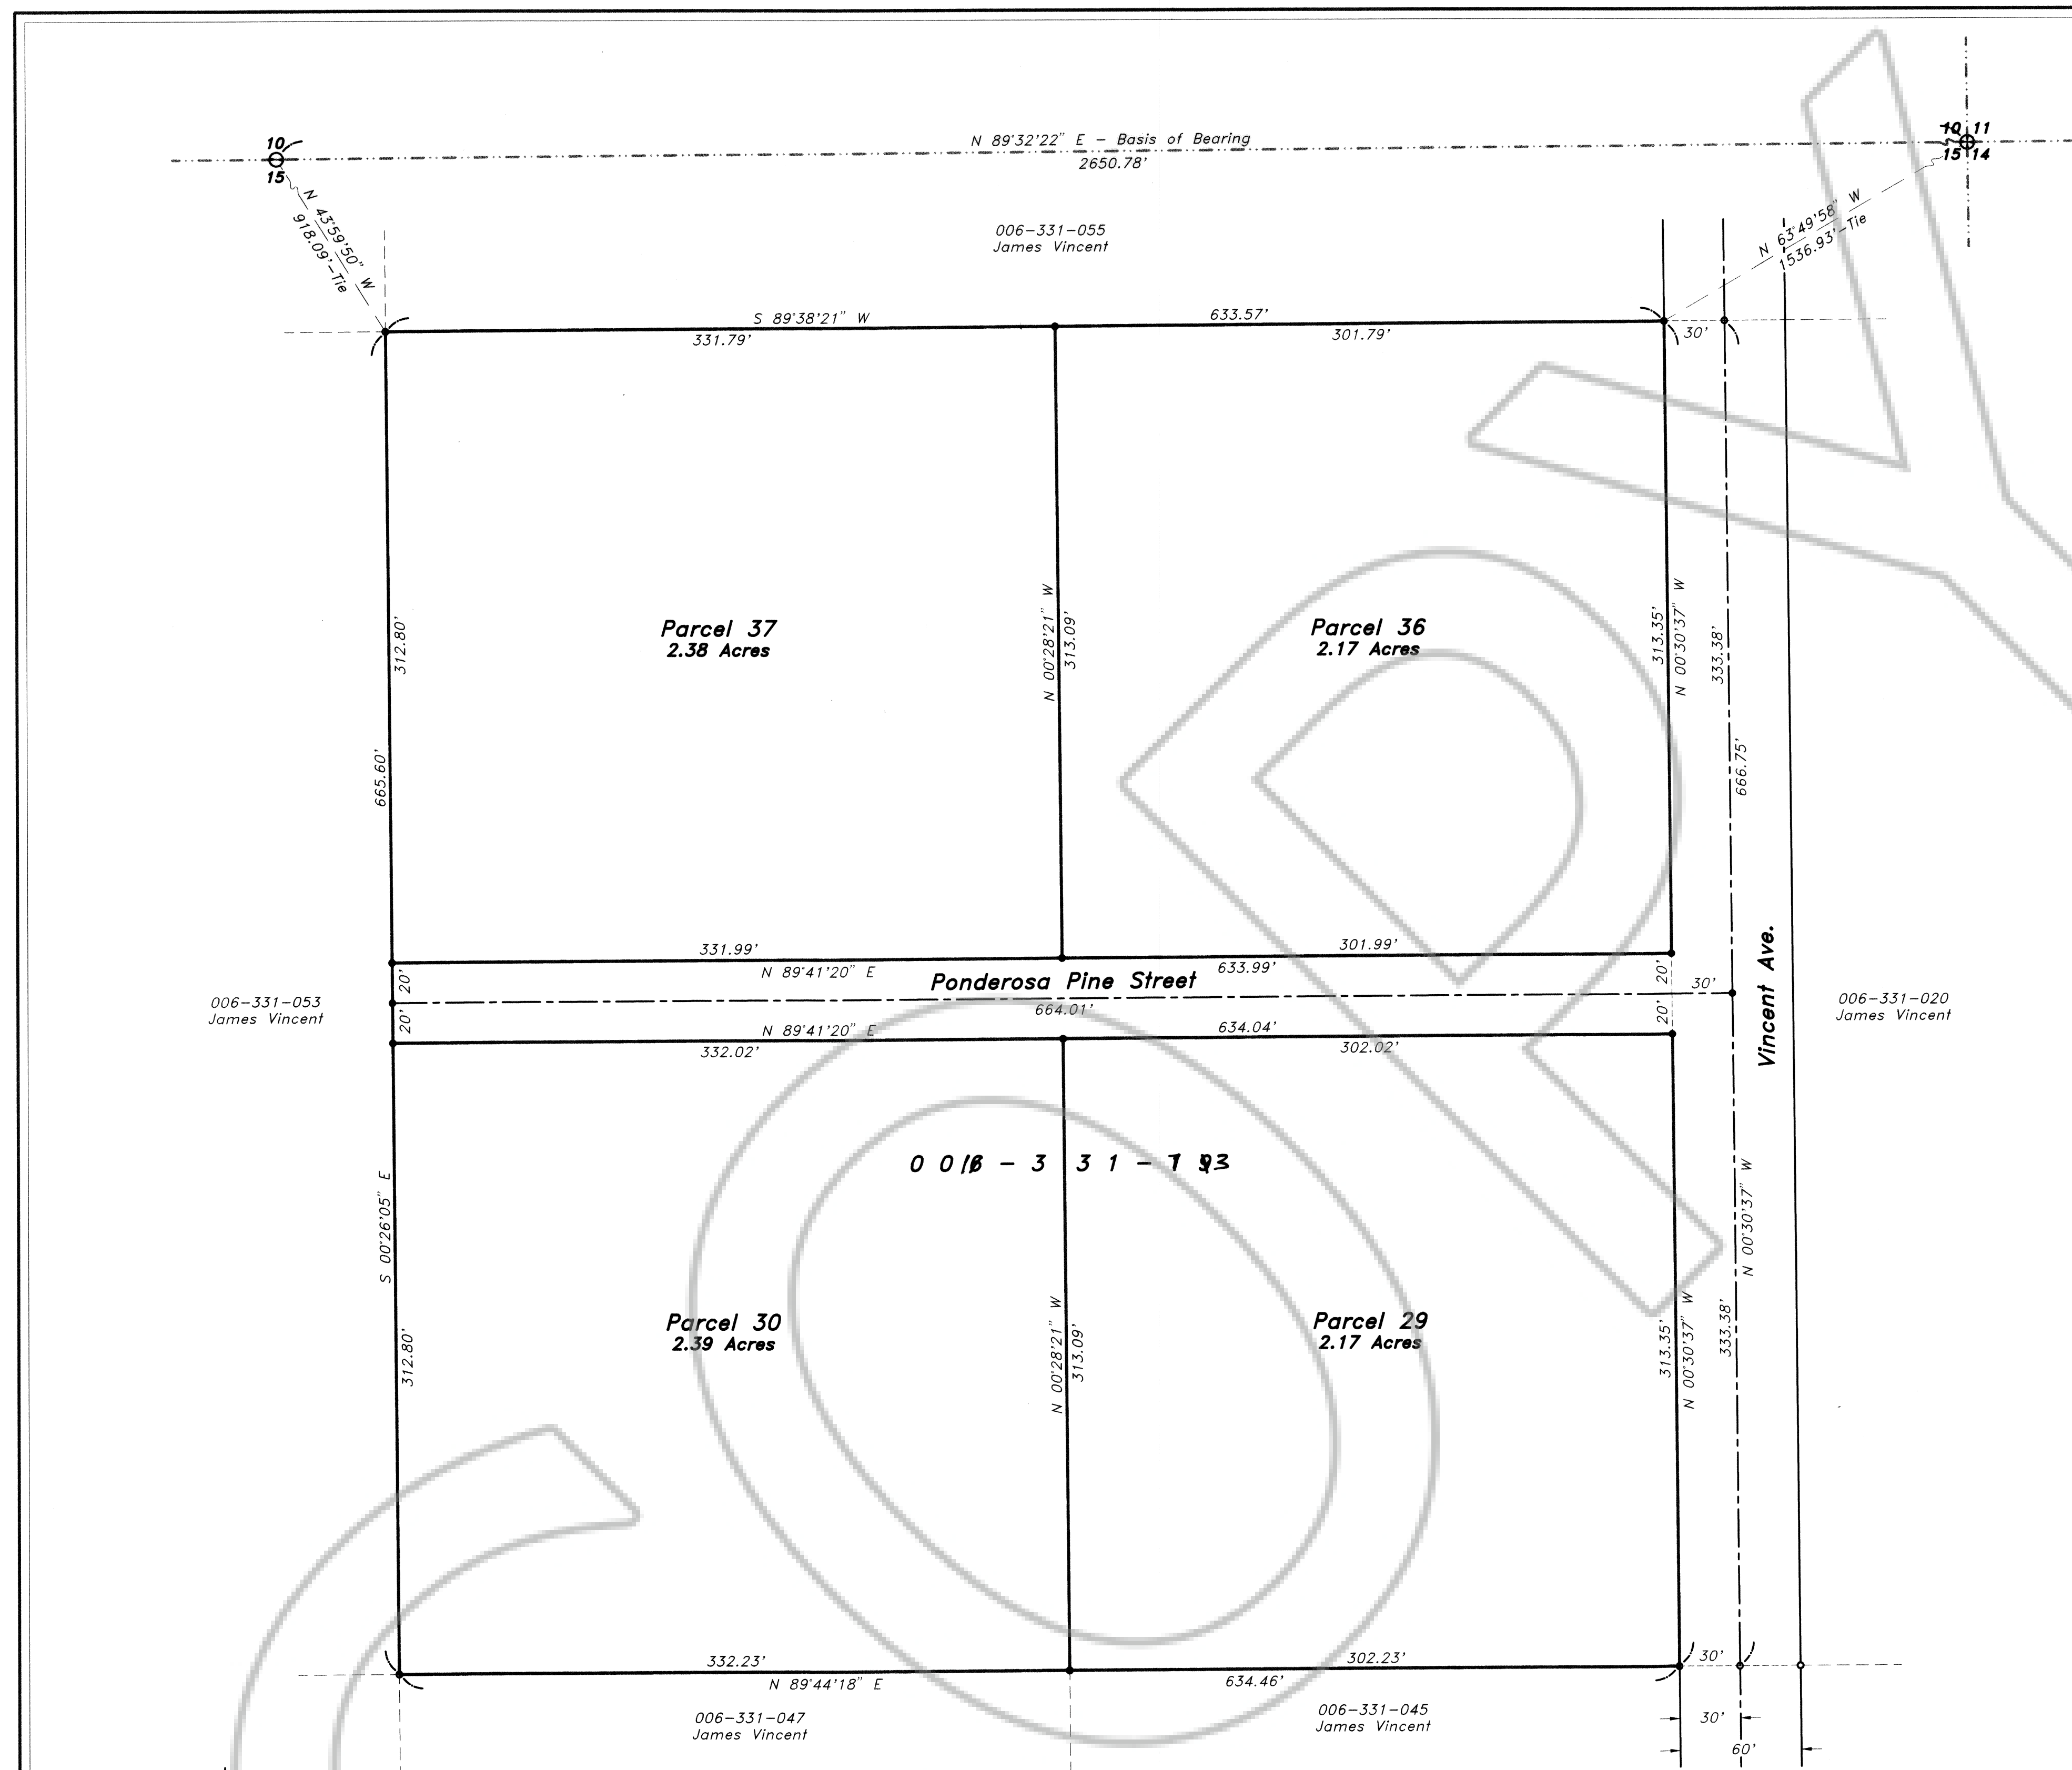 10
15
N 89°32'22" E – Basis of Bearing
2650.78'
10 11
15 14
N 43°59'50" W
918.09'–Tie
N 63°49'58" W
1536.93'–Tie
006–331–055
James Vincent
S 89°38'21" W
633.57'
331.79'
301.79'
30'
Parcel 37
2.38 Acres
Parcel 36
2.17 Acres
312.80'
665.60'
N 00°28'21" W
313.09'
313.35'
N 00°30'37" W
333.38'
666.75'
331.99'
N 89°41'20" E
301.99'
633.99'
20'
20'
Ponderosa Pine Street
664.01'
20'
20'
30'
Vincent Ave.
006–331–053
James Vincent
006–331–020
James Vincent
N 89°41'20" E
332.02'
634.04'
302.02'
S 00°26'05" E
312.80'
Parcel 30
2.39 Acres
N 00°28'21" W
313.09'
Parcel 29
2.17 Acres
313.35'
N 00°30'37" W
333.38'
N 00°30'37" W
332.23'
N 89°44'18" E
302.23'
634.46'
30'
006–331–047
James Vincent
006–331–045
James Vincent
30'
60'
COPY